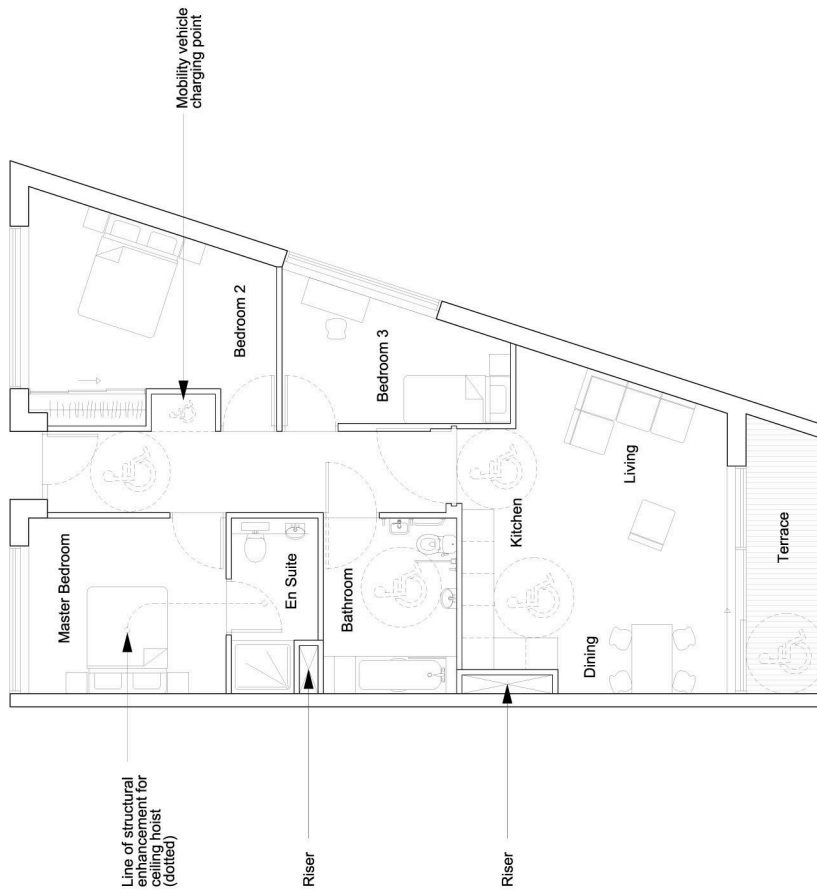 Line of structural
enhancement for
ceiling hoist
(dotted)
Riser
Riser
Master Bedroom
En Suite
Bathroom
Kitchen
Dining
Living
Terrace
Bedroom 2
Bedroom 3
Mobility vehicle
charging point